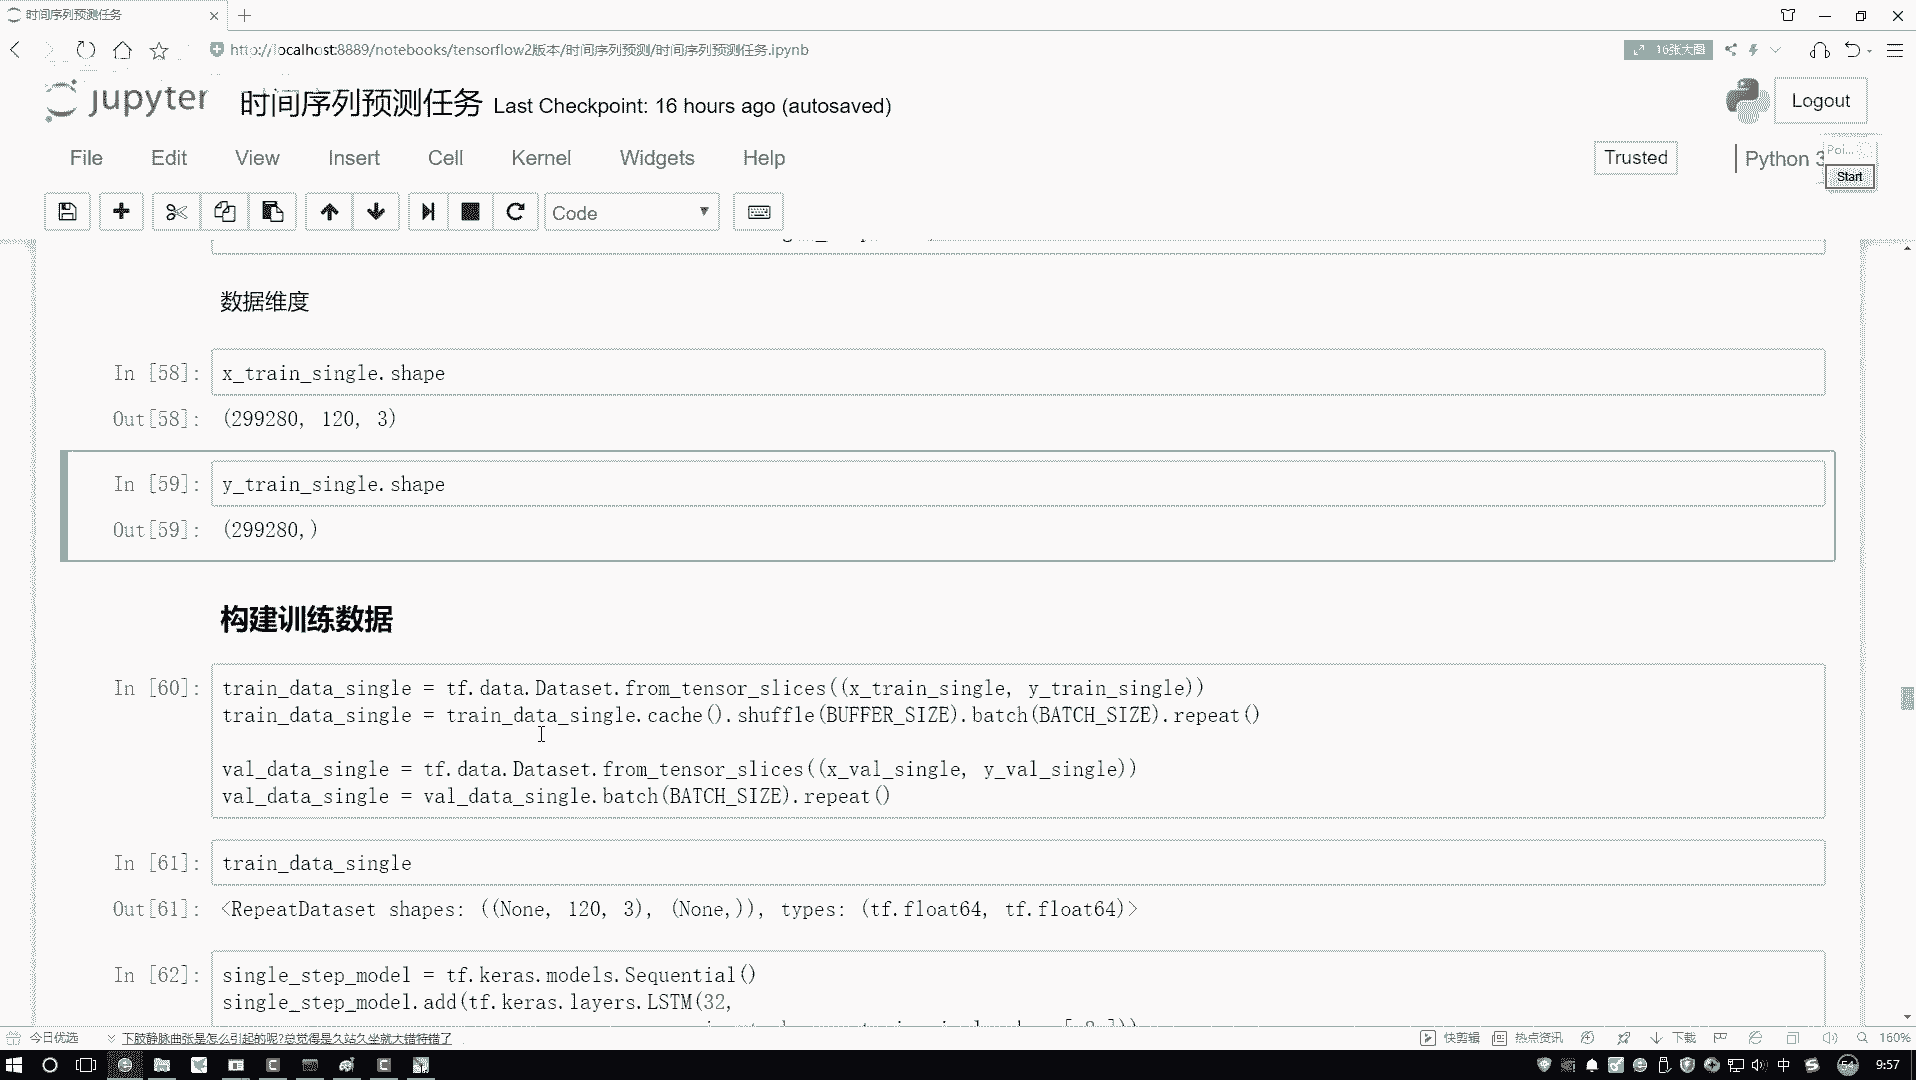 时间序列预测任务
http://localhost:8889/notebooks/tensorflow2版本/时间序列预测/时间序列预测任务.ipynb
16张大图
jupyter 时间序列预测任务 Last Checkpoint: 16 hours ago (autosaved)
Logout
File Edit View Insert Cell Kernel Widgets Help
Trusted
Python 3
Poi...
Start
Code
数据维度
In [58]: x_train_single.shape
Out[58]: (299280, 120, 3)
In [59]: y_train_single.shape
Out[59]: (299280,)
构建训练数据
In [60]: train_data_single = tf.data.Dataset.from_tensor_slices((x_train_single, y_train_single))
train_data_single = train_data_single.cache().shuffle(BUFFER_SIZE).batch(BATCH_SIZE).repeat()
val_data_single = tf.data.Dataset.from_tensor_slices((x_val_single, y_val_single))
val_data_single = val_data_single.batch(BATCH_SIZE).repeat()
In [61]: train_data_single
Out[61]: <RepeatDataset shapes: ((None, 120, 3), (None,)), types: (tf.float64, tf.float64)>
In [62]: single_step_model = tf.keras.models.Sequential()
single_step_model.add(tf.keras.layers.LSTM(32,
今日优选
下肢静脉曲张是怎么引起的呢?总觉得是久站久坐就大错特错了
快剪辑
热点资讯
下载
160%
中
54
9:57